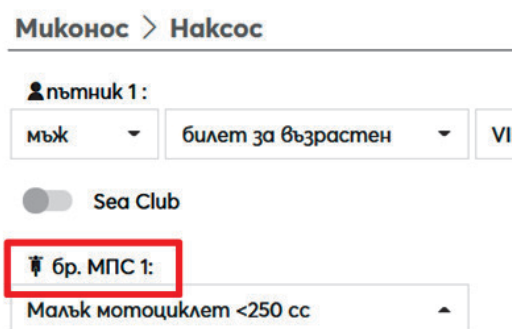 Миконос > Наксос
пътник 1 :
мъж билет за възрастен VI
Sea Club
бр. МПС 1:
Малък мотоциклет <250 cc